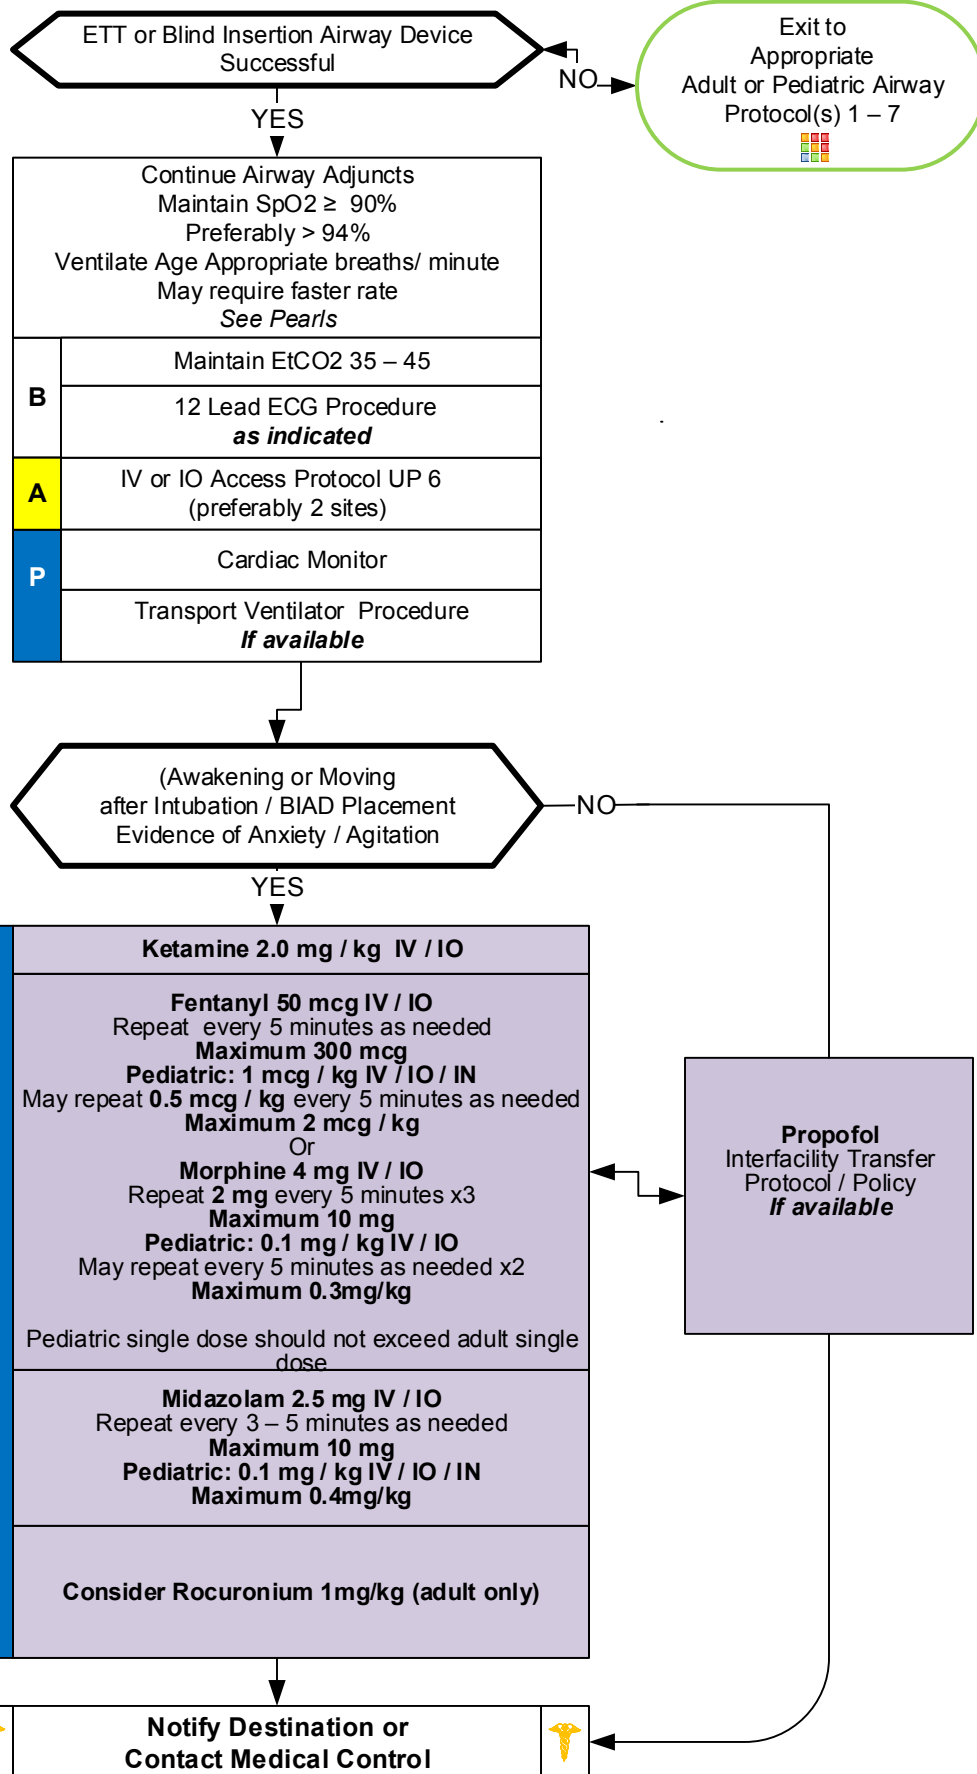 ETT or Blind Insertion Airway Device
Successful
NO
Exit to
Appropriate
Adult or Pediatric Airway
Protocol(s) 1 – 7
YES
Continue Airway Adjuncts
Maintain SpO2 ≥ 90%
Preferably > 94%
Ventilate Age Appropriate breaths/ minute
May require faster rate
See Pearls
B
Maintain EtCO2 35 – 45
12 Lead ECG Procedure
as indicated
A
IV or IO Access Protocol UP 6
(preferably 2 sites)
P
Cardiac Monitor
Transport Ventilator Procedure
If available
(Awakening or Moving
after Intubation / BIAD Placement
Evidence of Anxiety / Agitation
NO
YES
Ketamine 2.0 mg / kg IV / IO
Fentanyl 50 mcg IV / IO
Repeat every 5 minutes as needed
Maximum 300 mcg
Pediatric: 1 mcg / kg IV / IO / IN
May repeat 0.5 mcg / kg every 5 minutes as needed
Maximum 2 mcg / kg
Or
Morphine 4 mg IV / IO
Repeat 2 mg every 5 minutes x3
Maximum 10 mg
Pediatric: 0.1 mg / kg IV / IO
May repeat every 5 minutes as needed x2
Maximum 0.3mg/kg
Pediatric single dose should not exceed adult single
dose
Propofol
Interfacility Transfer
Protocol / Policy
If available
Midazolam 2.5 mg IV / IO
Repeat every 3 – 5 minutes as needed
Maximum 10 mg
Pediatric: 0.1 mg / kg IV / IO / IN
Maximum 0.4mg/kg
Consider Rocuronium 1mg/kg (adult only)
Notify Destination or
Contact Medical Control